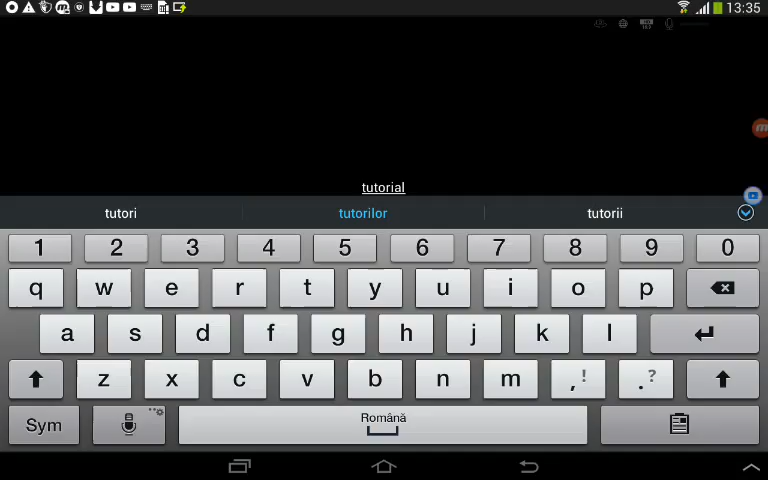 13:35
tutorial
tutori tutorilor tutorii
1 2 3 4 5 6 7 8 9 0
q w e r t y u i o p
a s d f g h j k l
z x c v b n m ,! .?
Sym Română